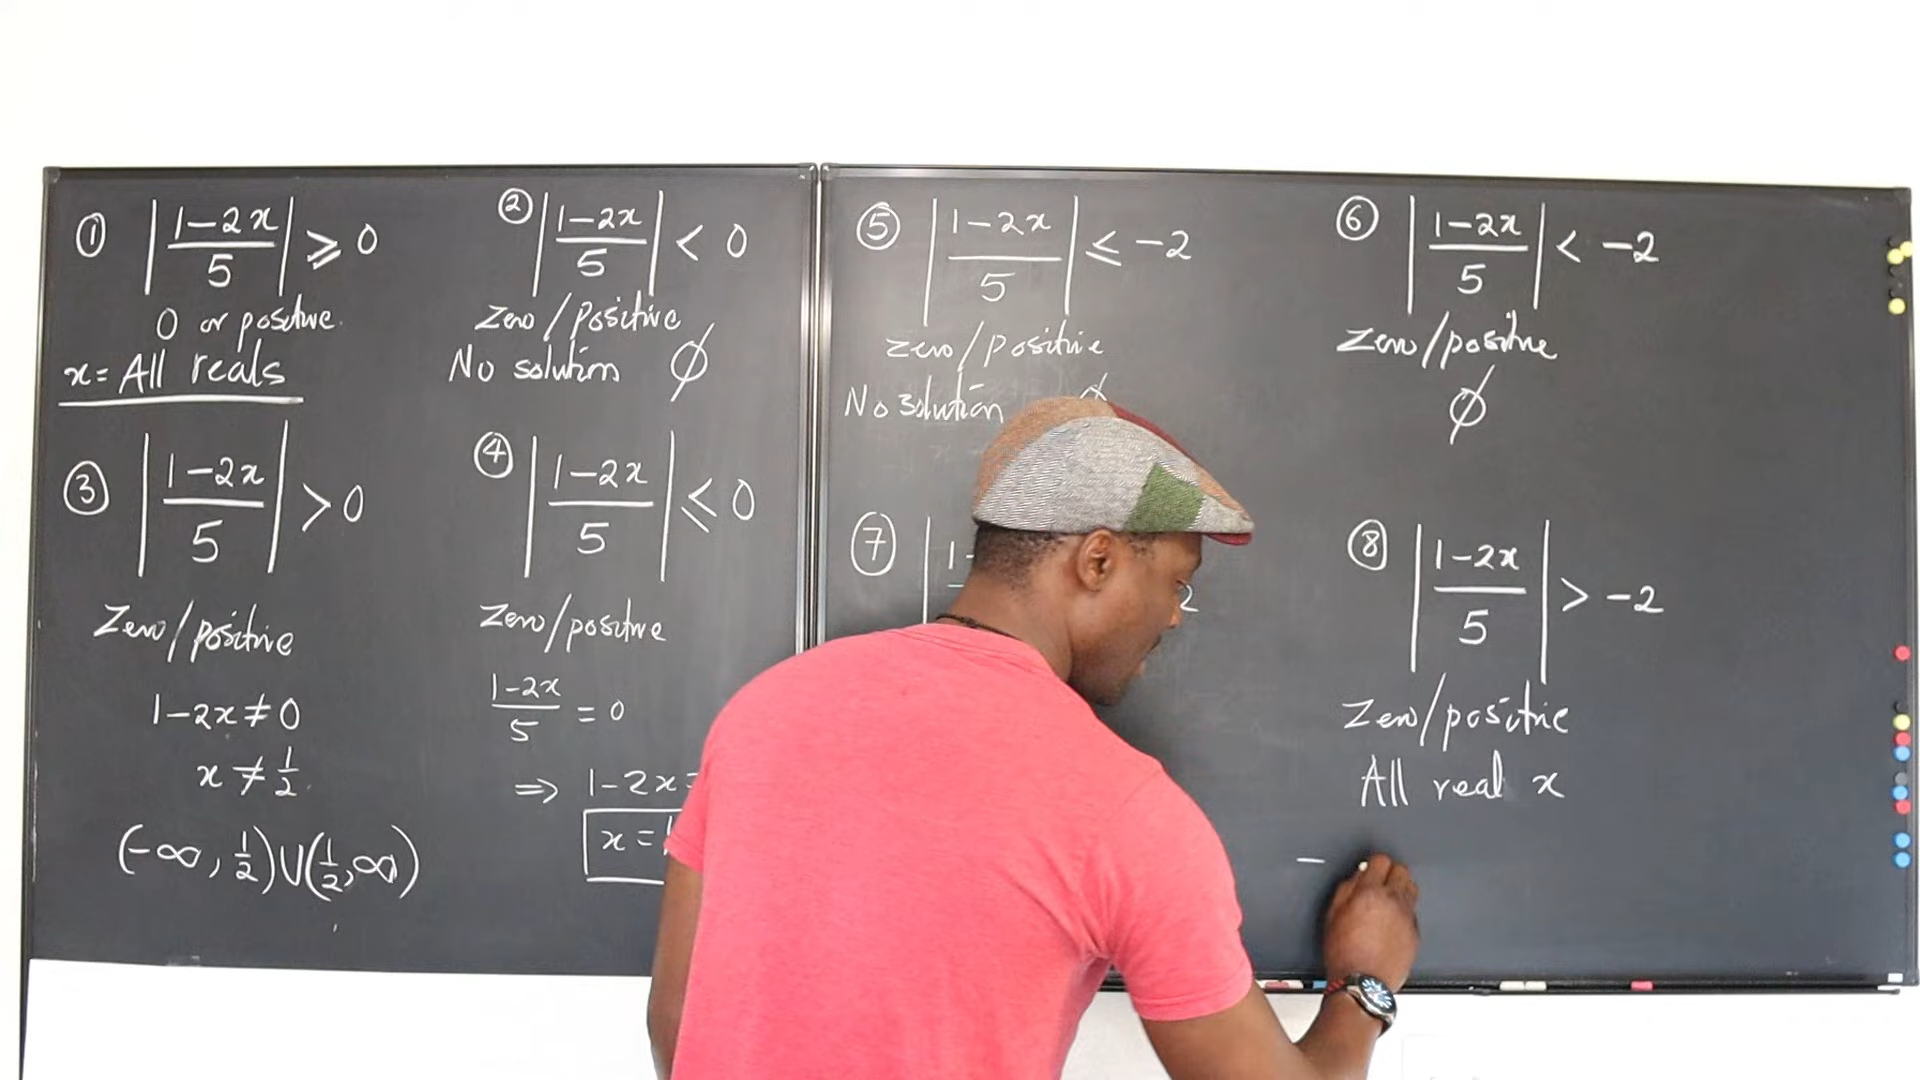 ① |1-2x/5| ⩾ 0
0 or positive.
x = All reals
② |1-2x/5| < 0
Zero/Positive
No solution ∅
③ |1-2x/5| > 0
Zero/positive
1-2x ≠ 0
x ≠ 1/2.
(-∞, 1/2) U (1/2, ∞)
④ |1-2x/5| ≤ 0
Zero/positive
1-2x/5 = 0
⇒ 1-2x=
x =
⑤ |1-2x/5| ≤ -2
Zero/positive
No solution ∅
⑥ |1-2x/5| < -2
Zero/positive
∅
⑦ |1-
2
⑧ |1-2x/5| > -2
Zero/positive
All real x
-